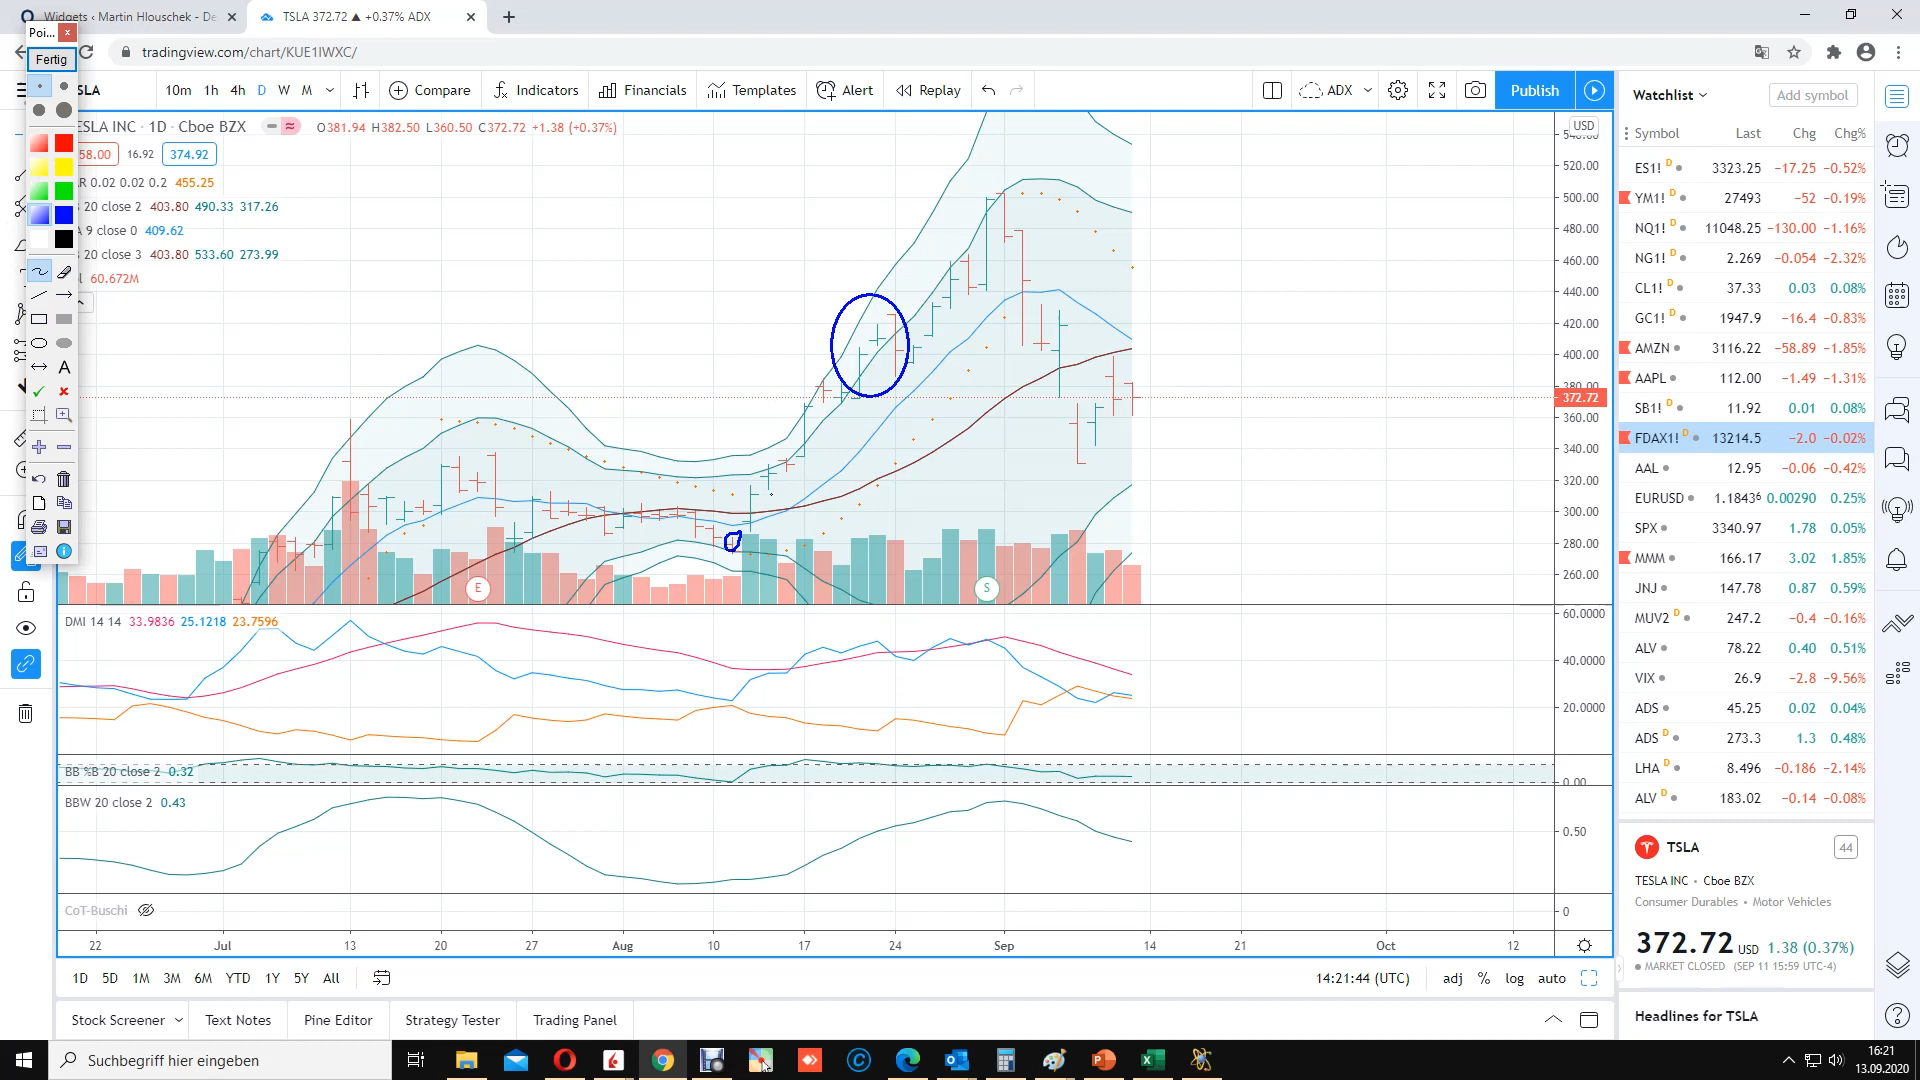 Widgets ‹ Martin Hlouschek - De
TSLA 372.72 ▲ +0.37% ADX
Poi...
Fertig
tradingview.com/chart/KUE1IWXC/
SLA
10m 1h 4h D W M
Compare
Indicators
Financials
Templates
Alert
Replay
ADX
Publish
ESLA INC · 1D · Cboe BZX
O381.94 H382.50 L360.50 C372.72 +1.38 (+0.37%)
58.00 16.92 374.92
R 0.02 0.02 0.2 455.25
20 close 2 403.80 490.33 317.26
9 close 0 409.62
20 close 3 403.80 533.60 273.99
60.672M
USD
520.00
500.00
480.00
460.00
440.00
420.00
400.00
380.00
372.72
360.00
340.00
320.00
300.00
280.00
260.00
E
S
A
DMI 14 14 33.9836 25.1218 23.7596
60.0000
40.0000
20.0000
BB %B 20 close 2 0.32
0.00
BBW 20 close 2 0.43
0.50
CoT-Buschi
0
22 Jul 13 20 27 Aug 10 17 24 Sep 14 21 Oct 12
1D 5D 1M 3M 6M YTD 1Y 5Y All
14:21:44 (UTC)
adj % log auto
Stock Screener
Text Notes
Pine Editor
Strategy Tester
Trading Panel
Watchlist
Add symbol
Symbol Last Chg Chg%
ES1! D 3323.25 −17.25 −0.52%
YM1! D 27493 −52 −0.19%
NQ1! D 11048.25 −130.00 −1.16%
NG1! D 2.269 −0.054 −2.32%
CL1! D 37.33 0.03 0.08%
GC1! D 1947.9 −16.4 −0.83%
AMZN 3116.22 −58.89 −1.85%
AAPL 112.00 −1.49 −1.31%
SB1! D 11.92 0.01 0.08%
FDAX1! D 13214.5 −2.0 −0.02%
AAL 12.95 −0.06 −0.42%
EURUSD 1.18436 0.00290 0.25%
SPX 3340.97 1.78 0.05%
MMM 166.17 3.02 1.85%
JNJ 147.78 0.87 0.59%
MUV2 D 247.2 −0.4 −0.16%
ALV 78.22 0.40 0.51%
VIX 26.9 −2.8 −9.56%
ADS 45.25 0.02 0.04%
ADS D 273.3 1.3 0.48%
LHA D 8.496 −0.186 −2.14%
ALV D 183.02 −0.14 −0.08%
TSLA
44
TESLA INC • Cboe BZX
Consumer Durables • Motor Vehicles
372.72 USD 1.38 (0.37%)
MARKET CLOSED (SEP 11 15:59 UTC-4)
Headlines for TSLA
Suchbegriff hier eingeben
16:21
13.09.2020